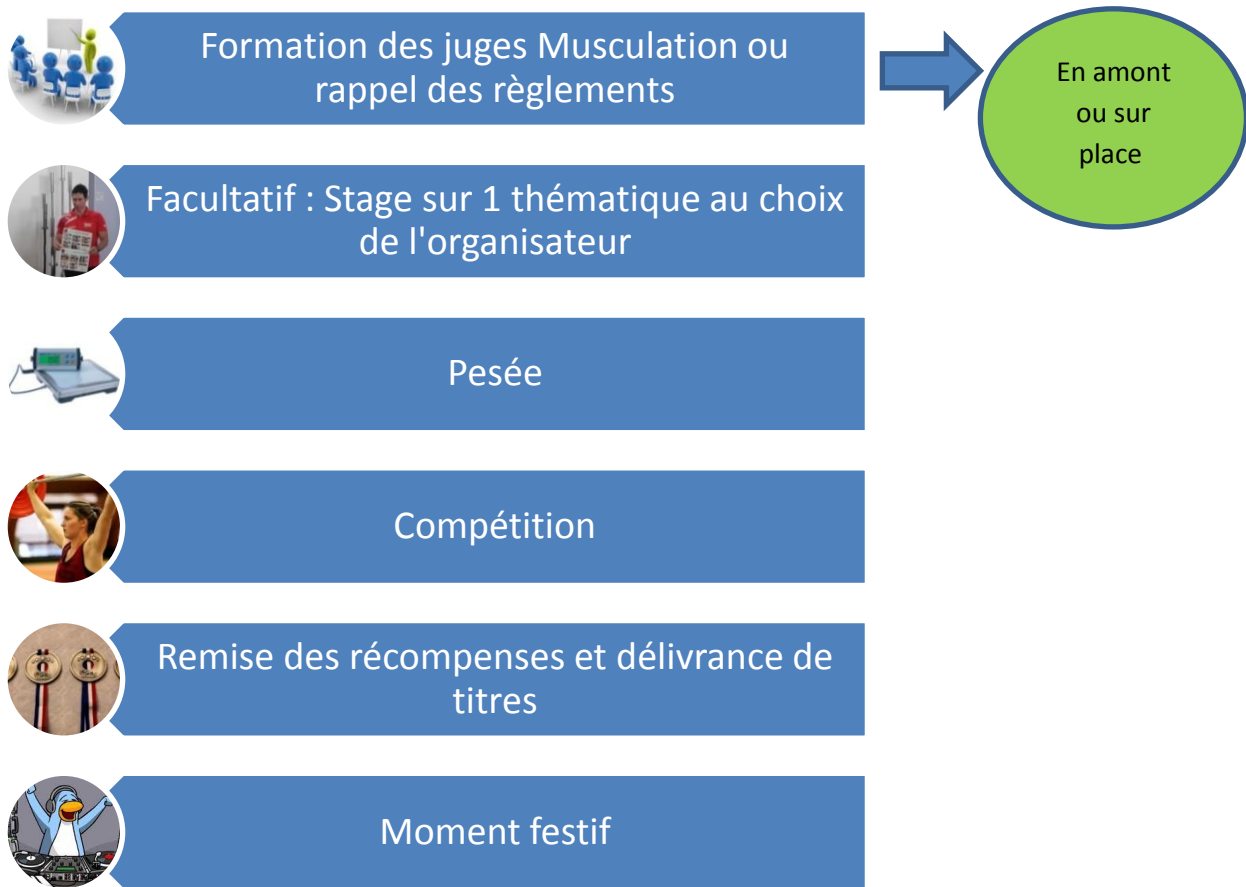 Formation des juges Musculation ou
rappel des règlements
En amont
ou sur
place
Facultatif : Stage sur 1 thématique au choix
de l'organisateur
Pesée
Compétition
Remise des récompenses et délivrance de
titres
Moment festif